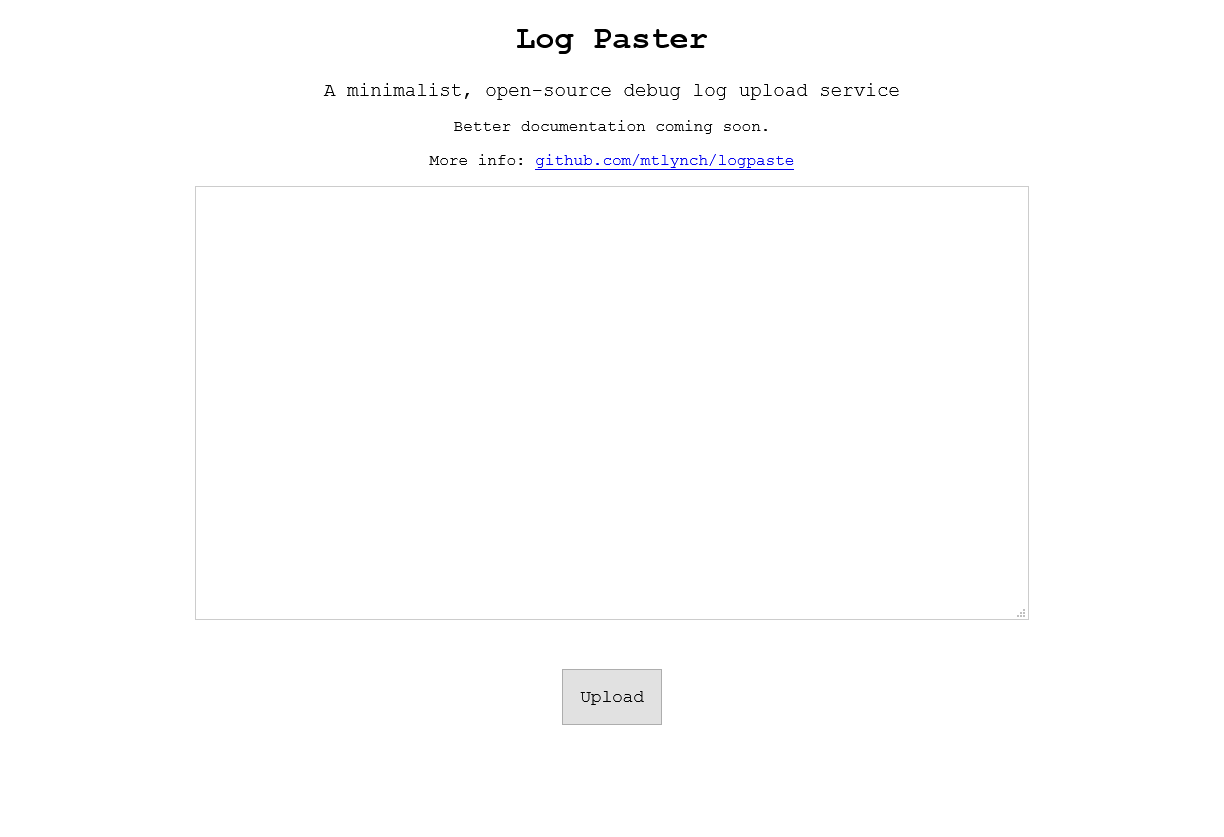 Log Paster
A minimalist, open-source debug log upload service
Better documentation coming soon.
More info: github.com/mtlynch/logpaste
Upload